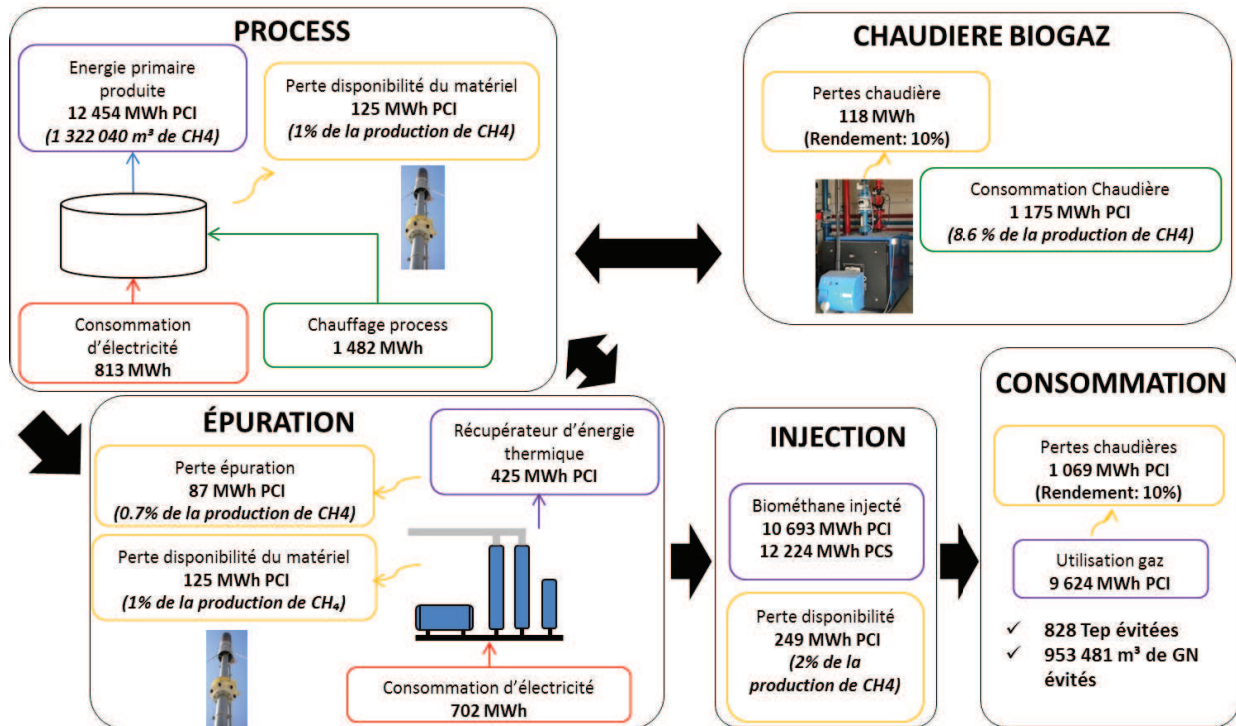 PROCESS
Energie primaire
produite
12 454 MWh PCI
(1 322 040 m³ de CH4)
Perte disponibilité du matériel
125 MWh PCI
(1% de la production de CH4)
Consommation
d'électricité
813 MWh
Chauffage process
1 482 MWh
CHAUDIERE BIOGAZ
Pertes chaudière
118 MWh
(Rendement: 10%)
Consommation Chaudière
1 175 MWh PCI
(8.6 % de la production de CH4)
ÉPURATION
Perte épuration
87 MWh PCI
(0.7% de la production de CH4)
Récupérateur d'énergie
thermique
425 MWh PCI
Perte disponibilité du matériel
125 MWh PCI
(1% de la production de CH₄)
Consommation d'électricité
702 MWh
INJECTION
Biométhane injecté
10 693 MWh PCI
12 224 MWh PCS
Perte disponibilité
249 MWh PCI
(2% de la
production de CH4)
CONSOMMATION
Pertes chaudières
1 069 MWh PCI
(Rendement: 10%)
Utilisation gaz
9 624 MWh PCI
✓ 828 Tep évitées
✓ 953 481 m³ de GN
évités